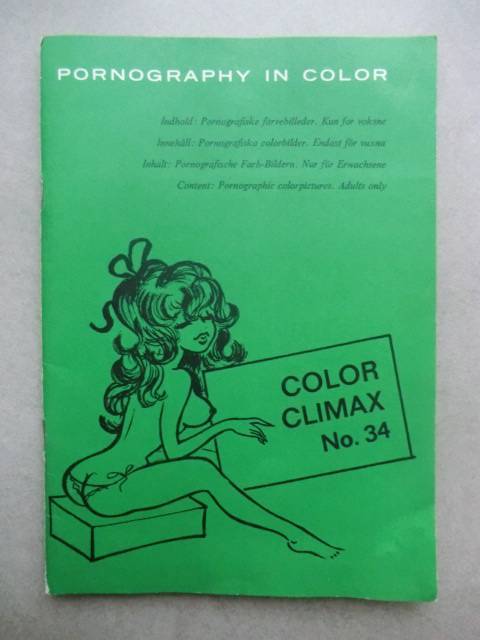 PORNOGRAPHY IN COLOR
Indhold: Pornografiske farvebilleder. Kun for voksne
Innehåll: Pornografiska colorbilder. Endast för vuxna
Inhalt: Pornografische Farb-Bildern. Nur für Erwachsene
Content: Pornographic colorpictures. Adults only
COLOR
CLIMAX
No. 34